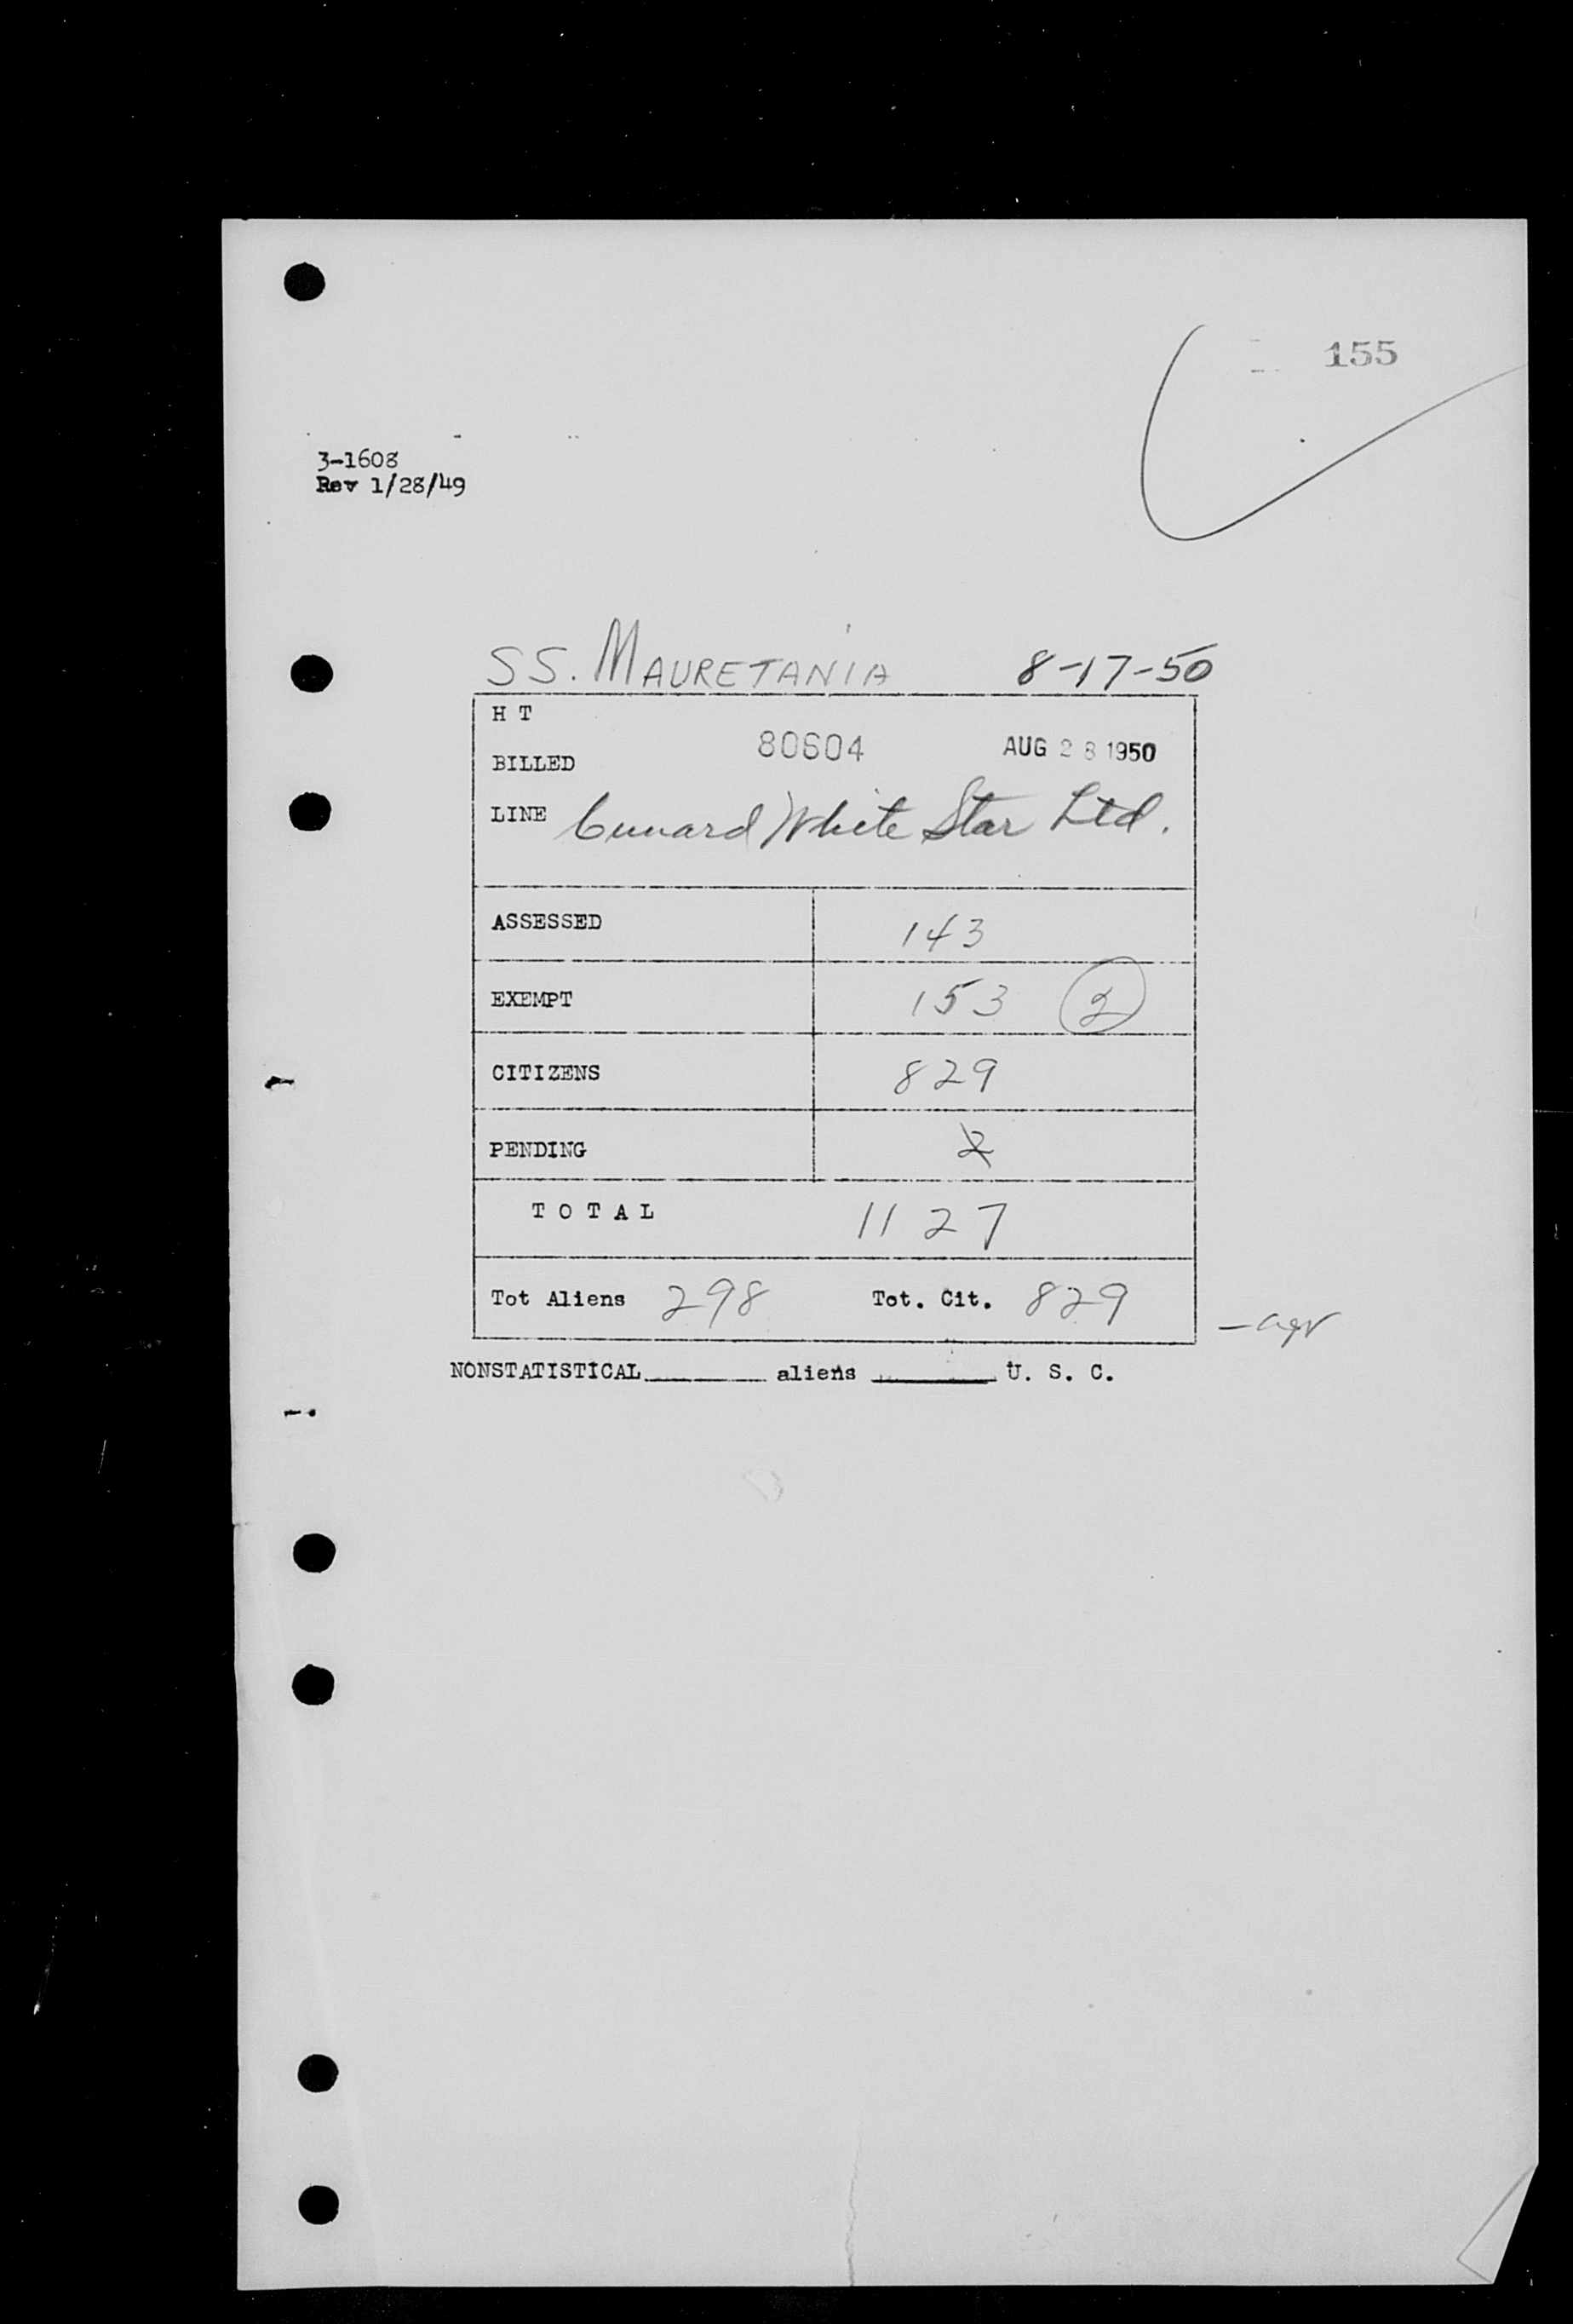 155
3-1608
Rev 1/28/49
SS. MAURETANIA 8-17-50
H T
BILLED 80604 AUG 28 1950
LINE Cunard White Star Ltd.
ASSESSED 143
EXEMPT 153 2
CITIZENS 829
PENDING 2
TOTAL 1127
Tot Aliens 298 Tot. Cit. 829
NONSTATISTICAL aliens U. S. C.